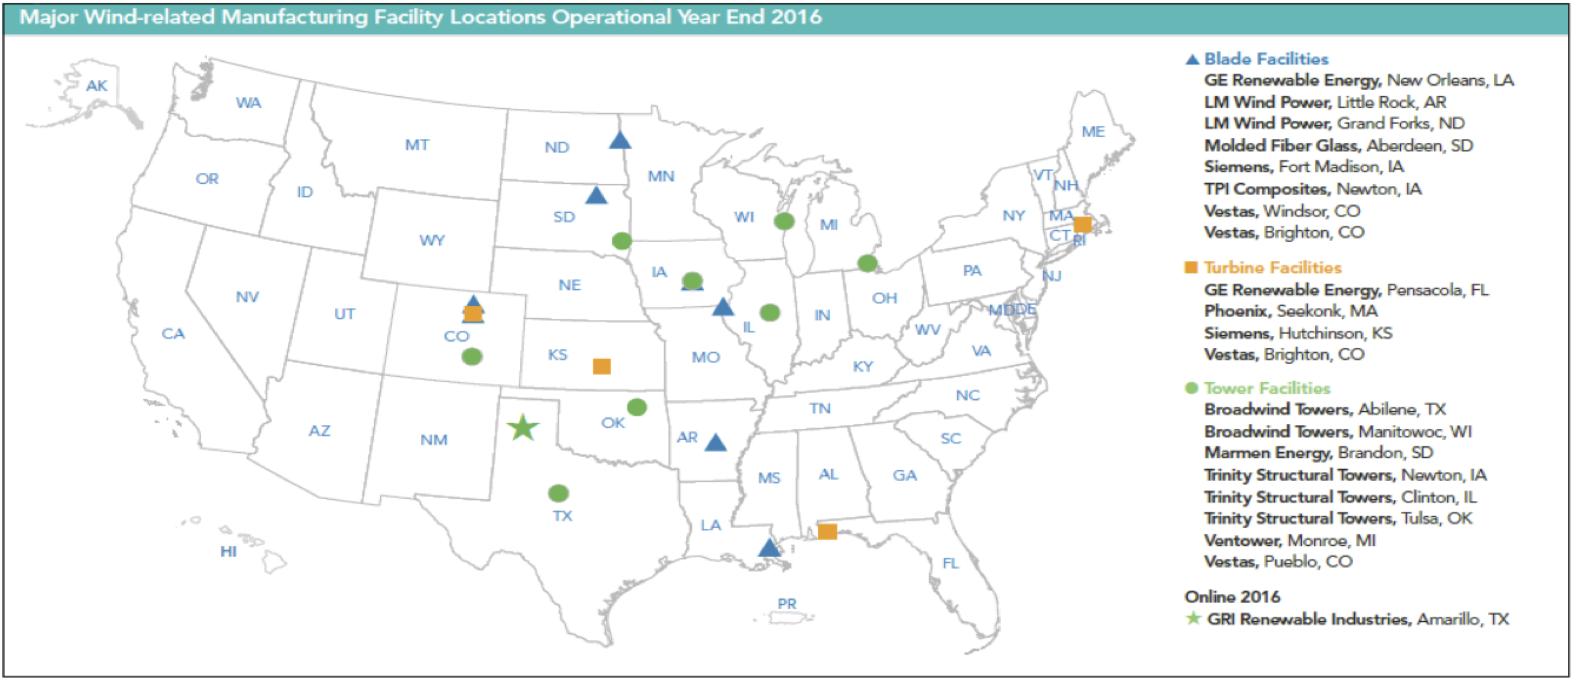 Major Wind-related Manufacturing Facility Locations Operational Year End 2016
AK
WA
MT
ND
MN
ME
OR
ID
SD
WI
MI
VT
NH
NY
MA
CT
RI
WY
IA
PA
NJ
NV
UT
NE
IL
IN
OH
MD
DE
CA
CO
KS
MO
WV
VA
KY
AZ
NM
OK
AR
TN
NC
SC
TX
LA
MS
AL
GA
FL
HI
PR
Blade Facilities
GE Renewable Energy, New Orleans, LA
LM Wind Power, Little Rock, AR
LM Wind Power, Grand Forks, ND
Molded Fiber Glass, Aberdeen, SD
Siemens, Fort Madison, IA
TPI Composites, Newton, IA
Vestas, Windsor, CO
Vestas, Brighton, CO
Turbine Facilities
GE Renewable Energy, Pensacola, FL
Phoenix, Seekonk, MA
Siemens, Hutchinson, KS
Vestas, Brighton, CO
Tower Facilities
Broadwind Towers, Abilene, TX
Broadwind Towers, Manitowoc, WI
Marmen Energy, Brandon, SD
Trinity Structural Towers, Newton, IA
Trinity Structural Towers, Clinton, IL
Trinity Structural Towers, Tulsa, OK
Ventower, Monroe, MI
Vestas, Pueblo, CO
Online 2016
GRI Renewable Industries, Amarillo, TX